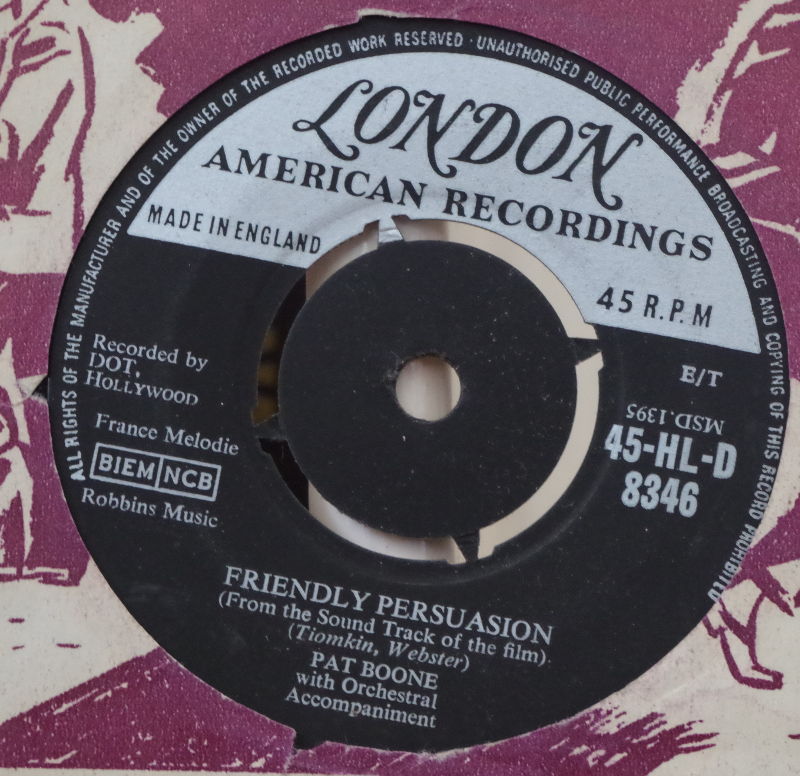 ALL RIGHTS OF THE MANUFACTURER AND OF THE OWNER OF THE RECORDED WORK RESERVED · UNAUTHORISED PUBLIC PERFORMANCE BROADCASTING AND COPYING OF THIS RECORD PROHIBITED
LONDON
AMERICAN RECORDINGS
MADE IN ENGLAND
45 R.P.M
Recorded by
DOT,
HOLLYWOOD
E/T
MSD.1395
France Melodie
45-HL-D
8346
BIEM NCB
Robbins Music
FRIENDLY PERSUASION
(From the Sound Track of the film)
(Tiomkin, Webster)
PAT BOONE
with Orchestral
Accompaniment